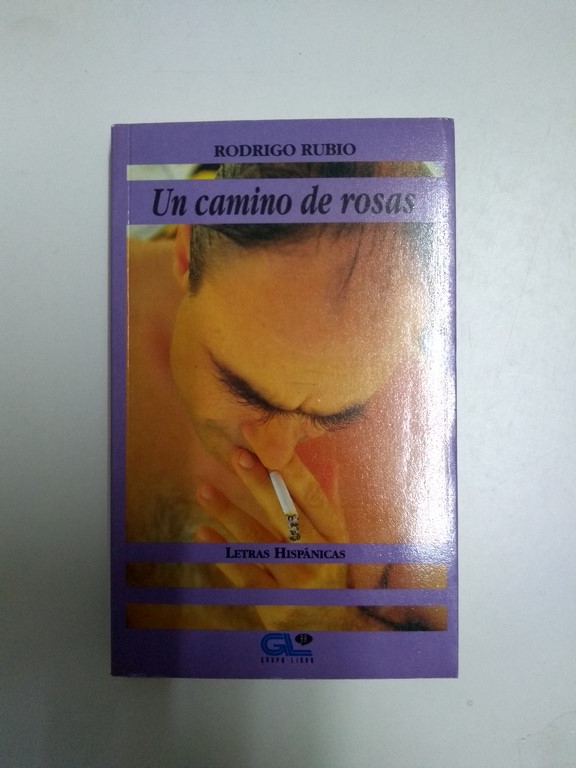 RODRIGO RUBIO
Un camino de rosas
LETRAS HISPÁNICAS
GL
GRUPO LIBRO